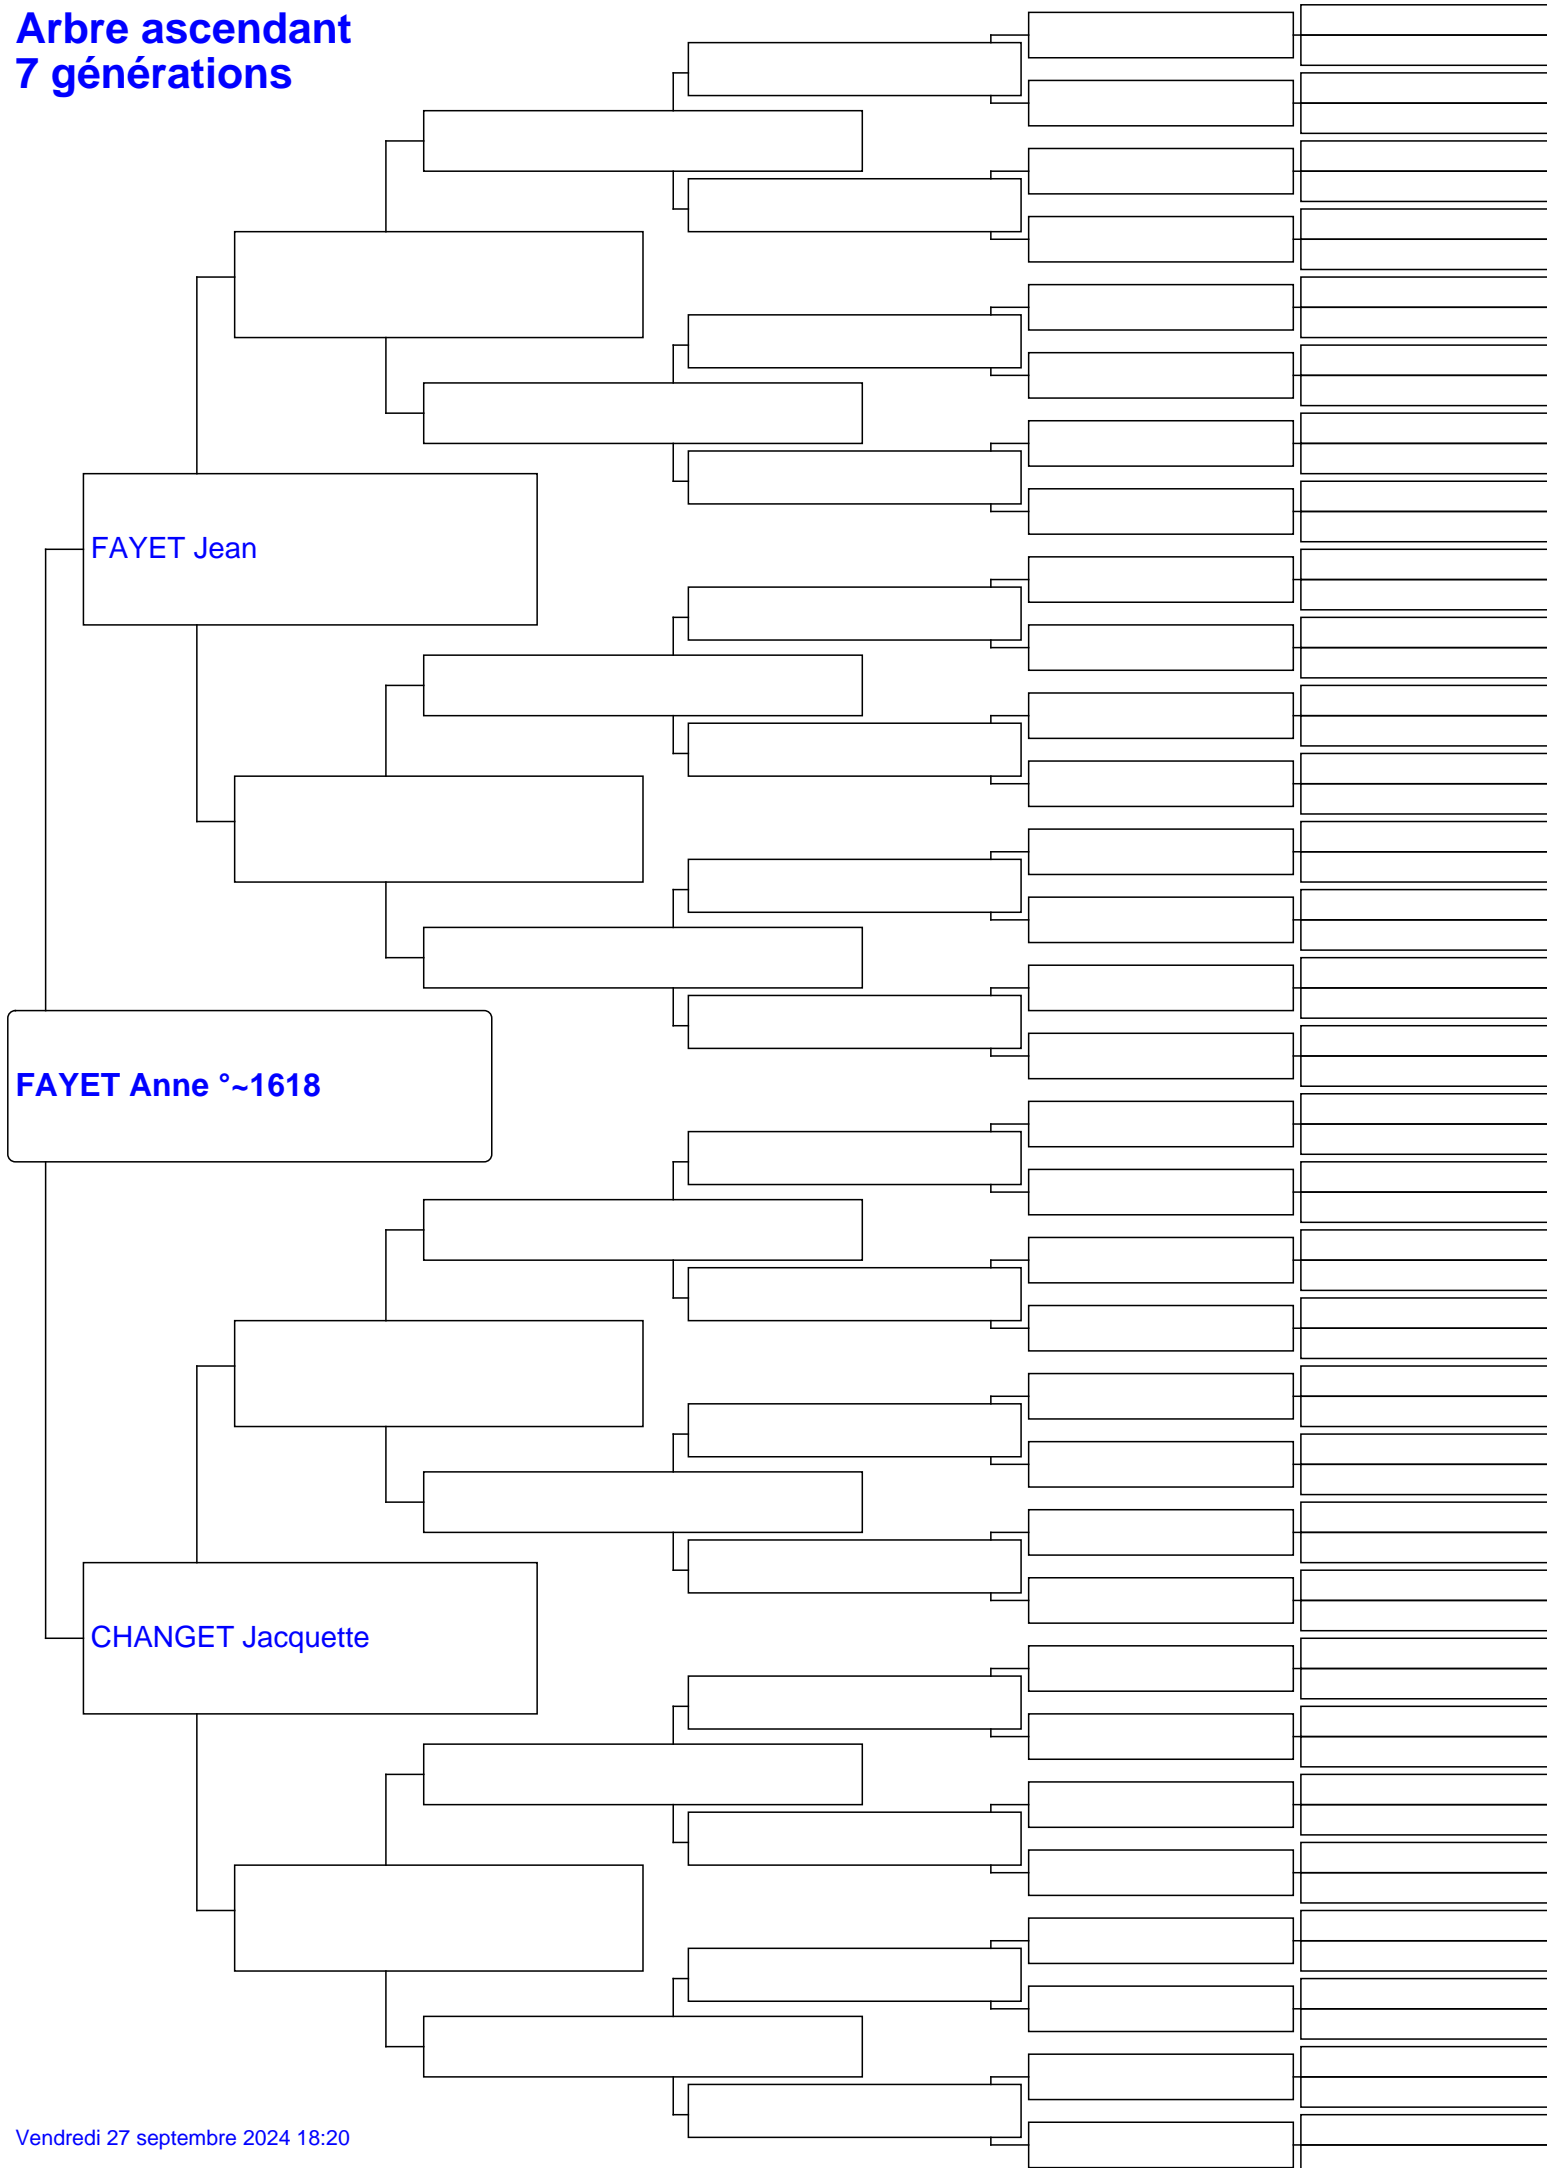 Arbre ascendant
7 générations
FAYET Jean
FAYET Anne °~1618
CHANGET Jacquette
Vendredi 27 septembre 2024 18:20